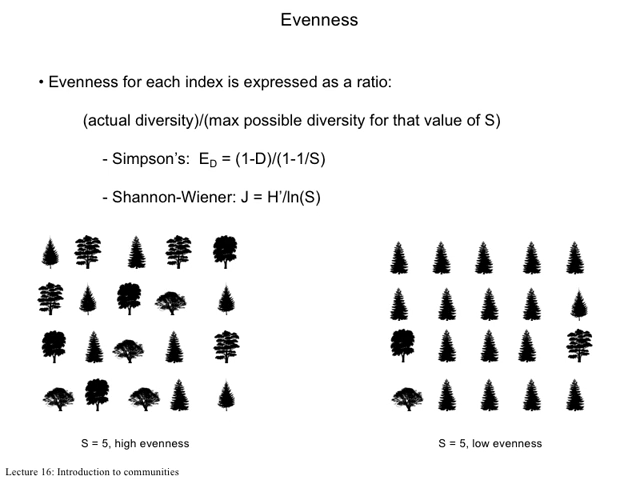 Evenness
• Evenness for each index is expressed as a ratio:
(actual diversity)/(max possible diversity for that value of S)
- Simpson's: E_D = (1-D)/(1-1/S)
- Shannon-Wiener: J = H'/ln(S)
S = 5, high evenness
S = 5, low evenness
Lecture 16: Introduction to communities